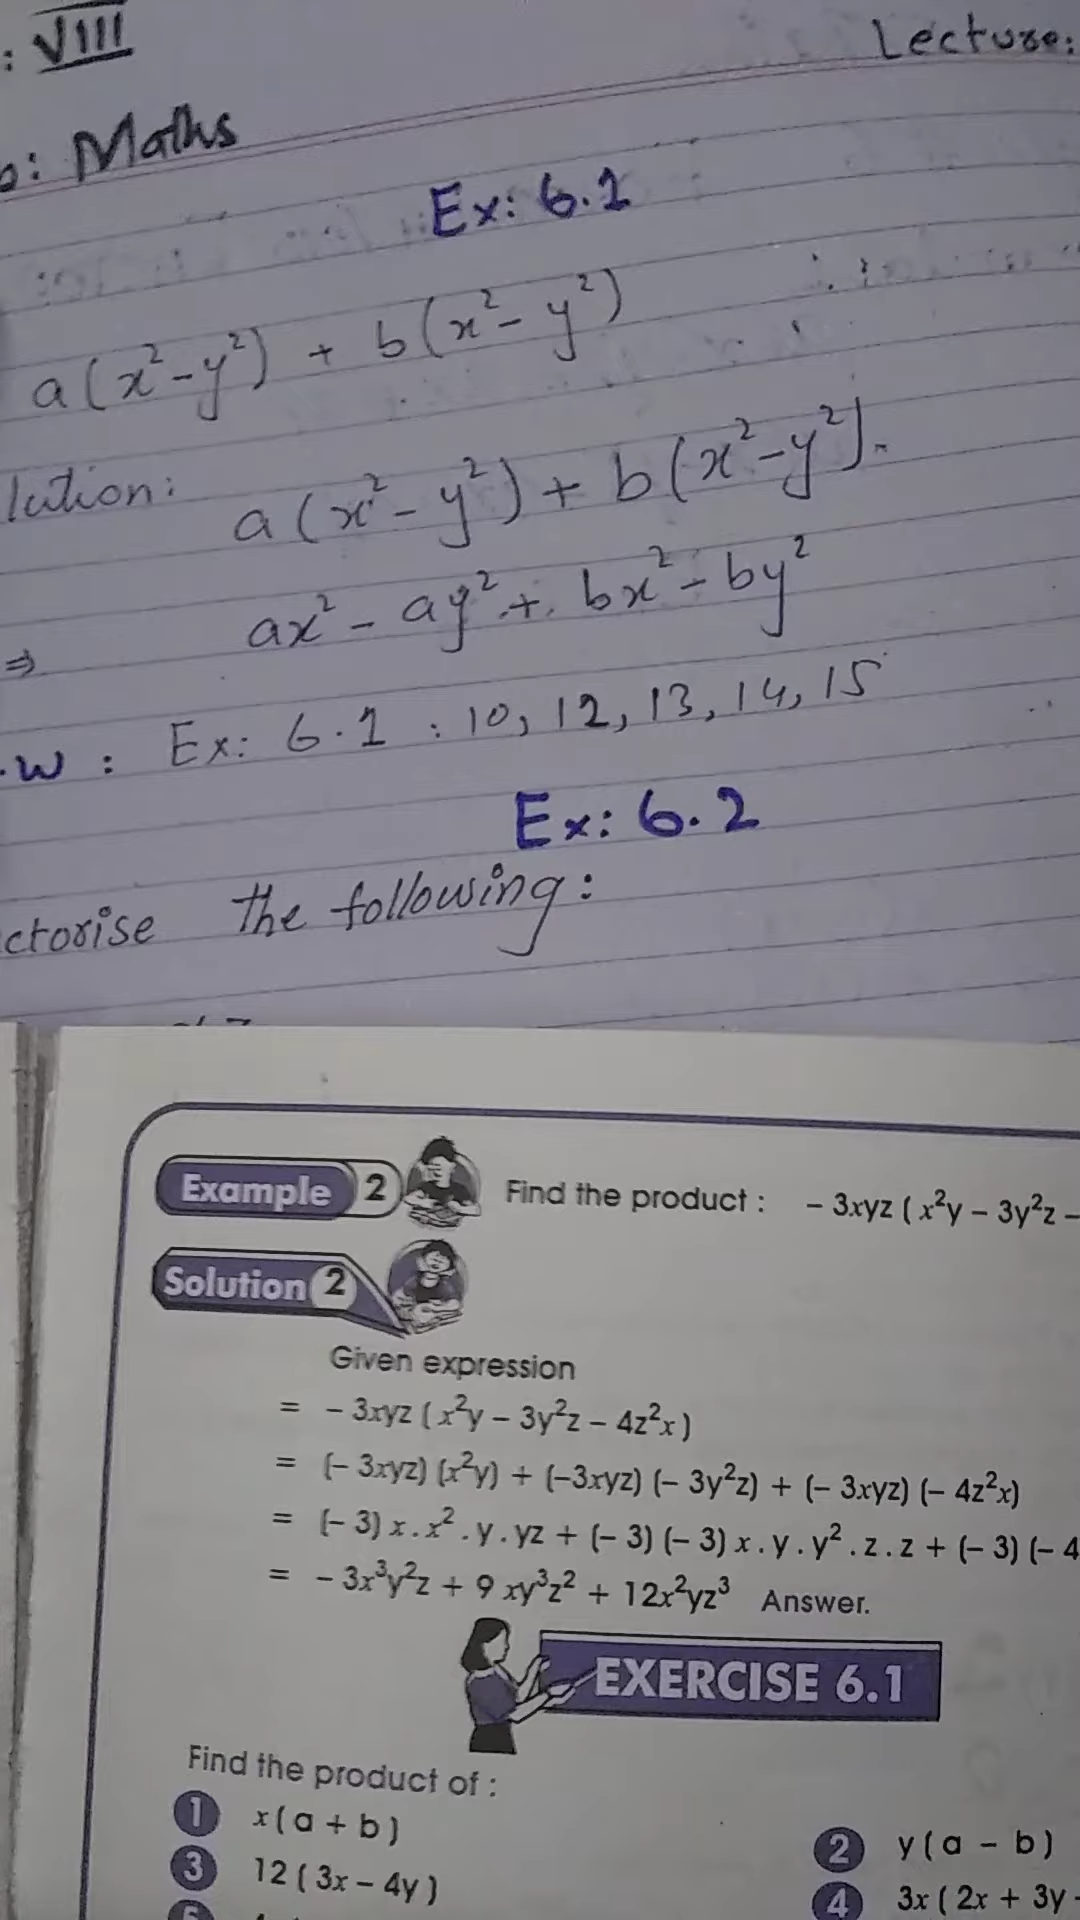 : VIII
Lecture:
: Maths
Ex: 6.1
a(x²-y²) + b(x²-y²)
lution: a(x²-y²) + b(x²-y²).
⇒ ax² - ay² + bx² - by²
.W : Ex: 6.1 : 10, 12, 13, 14, 15
Ex: 6.2
ctorise the following:
Example 2 Find the product : - 3xyz ( x²y - 3y²z -
Solution 2
Given expression
= - 3xyz ( x²y - 3y²z - 4z²x )
= (- 3xyz) (x²y) + (-3xyz) (- 3y²z) + (- 3xyz) (- 4z²x)
= (- 3) x . x² . y . yz + (- 3) (- 3) x . y . y² . z . z + (- 3) (- 4
= - 3x³y²z + 9 xy³z² + 12x²yz³ Answer.
EXERCISE 6.1
Find the product of :
1 x ( a + b )
2 y ( a - b )
3 12 ( 3x - 4y )
4 3x ( 2x + 3y -